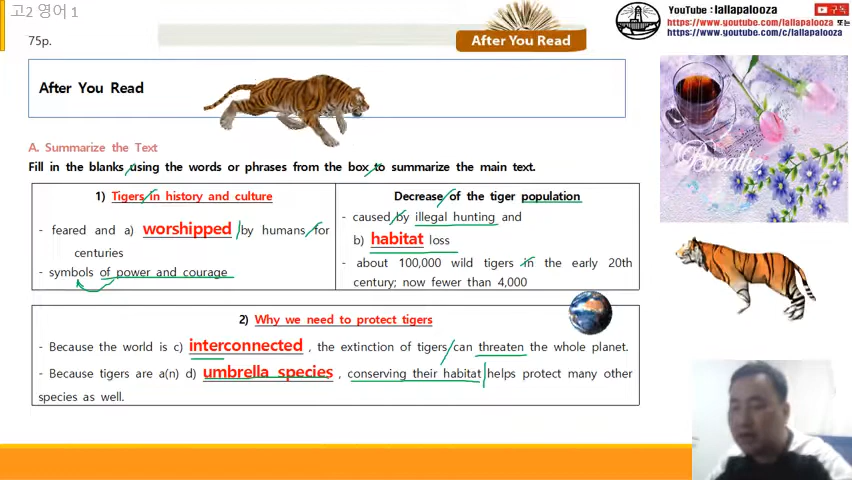 고2 영어 1
75p.
After You Read
YouTube : lallapalooza
구독
https://www.youtube.com/lallapalooza 또는
https://www.youtube.com/c/lallapalooza
After You Read
Breathe
A. Summarize the Text
Fill in the blanks using the words or phrases from the box to summarize the main text.
1) Tigers in history and culture
- feared and a) worshipped by humans for
centuries
- symbols of power and courage
Decrease of the tiger population
- caused by illegal hunting and
b) habitat loss
- about 100,000 wild tigers in the early 20th
century; now fewer than 4,000
2) Why we need to protect tigers
- Because the world is c) interconnected , the extinction of tigers can threaten the whole planet.
- Because tigers are a(n) d) umbrella species , conserving their habitat helps protect many other
species as well.